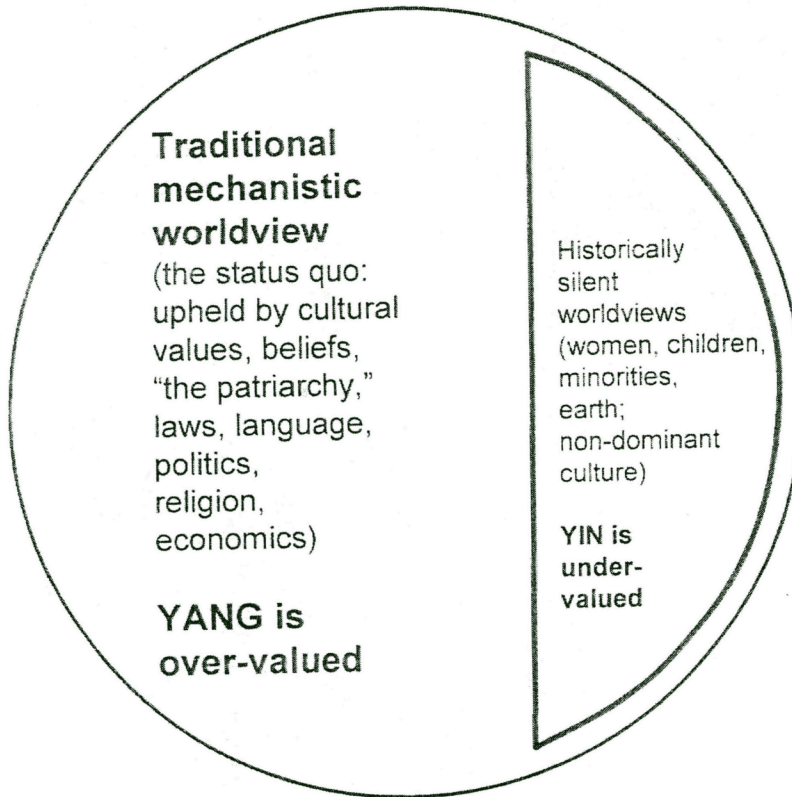 Traditional
mechanistic
worldview
(the status quo:
upheld by cultural
values, beliefs,
“the patriarchy,”
laws, language,
politics,
religion,
economics)
YANG is
over-valued
Historically
silent
worldviews
(women, children,
minorities,
earth;
non-dominant
culture)
YIN is
under-
valued